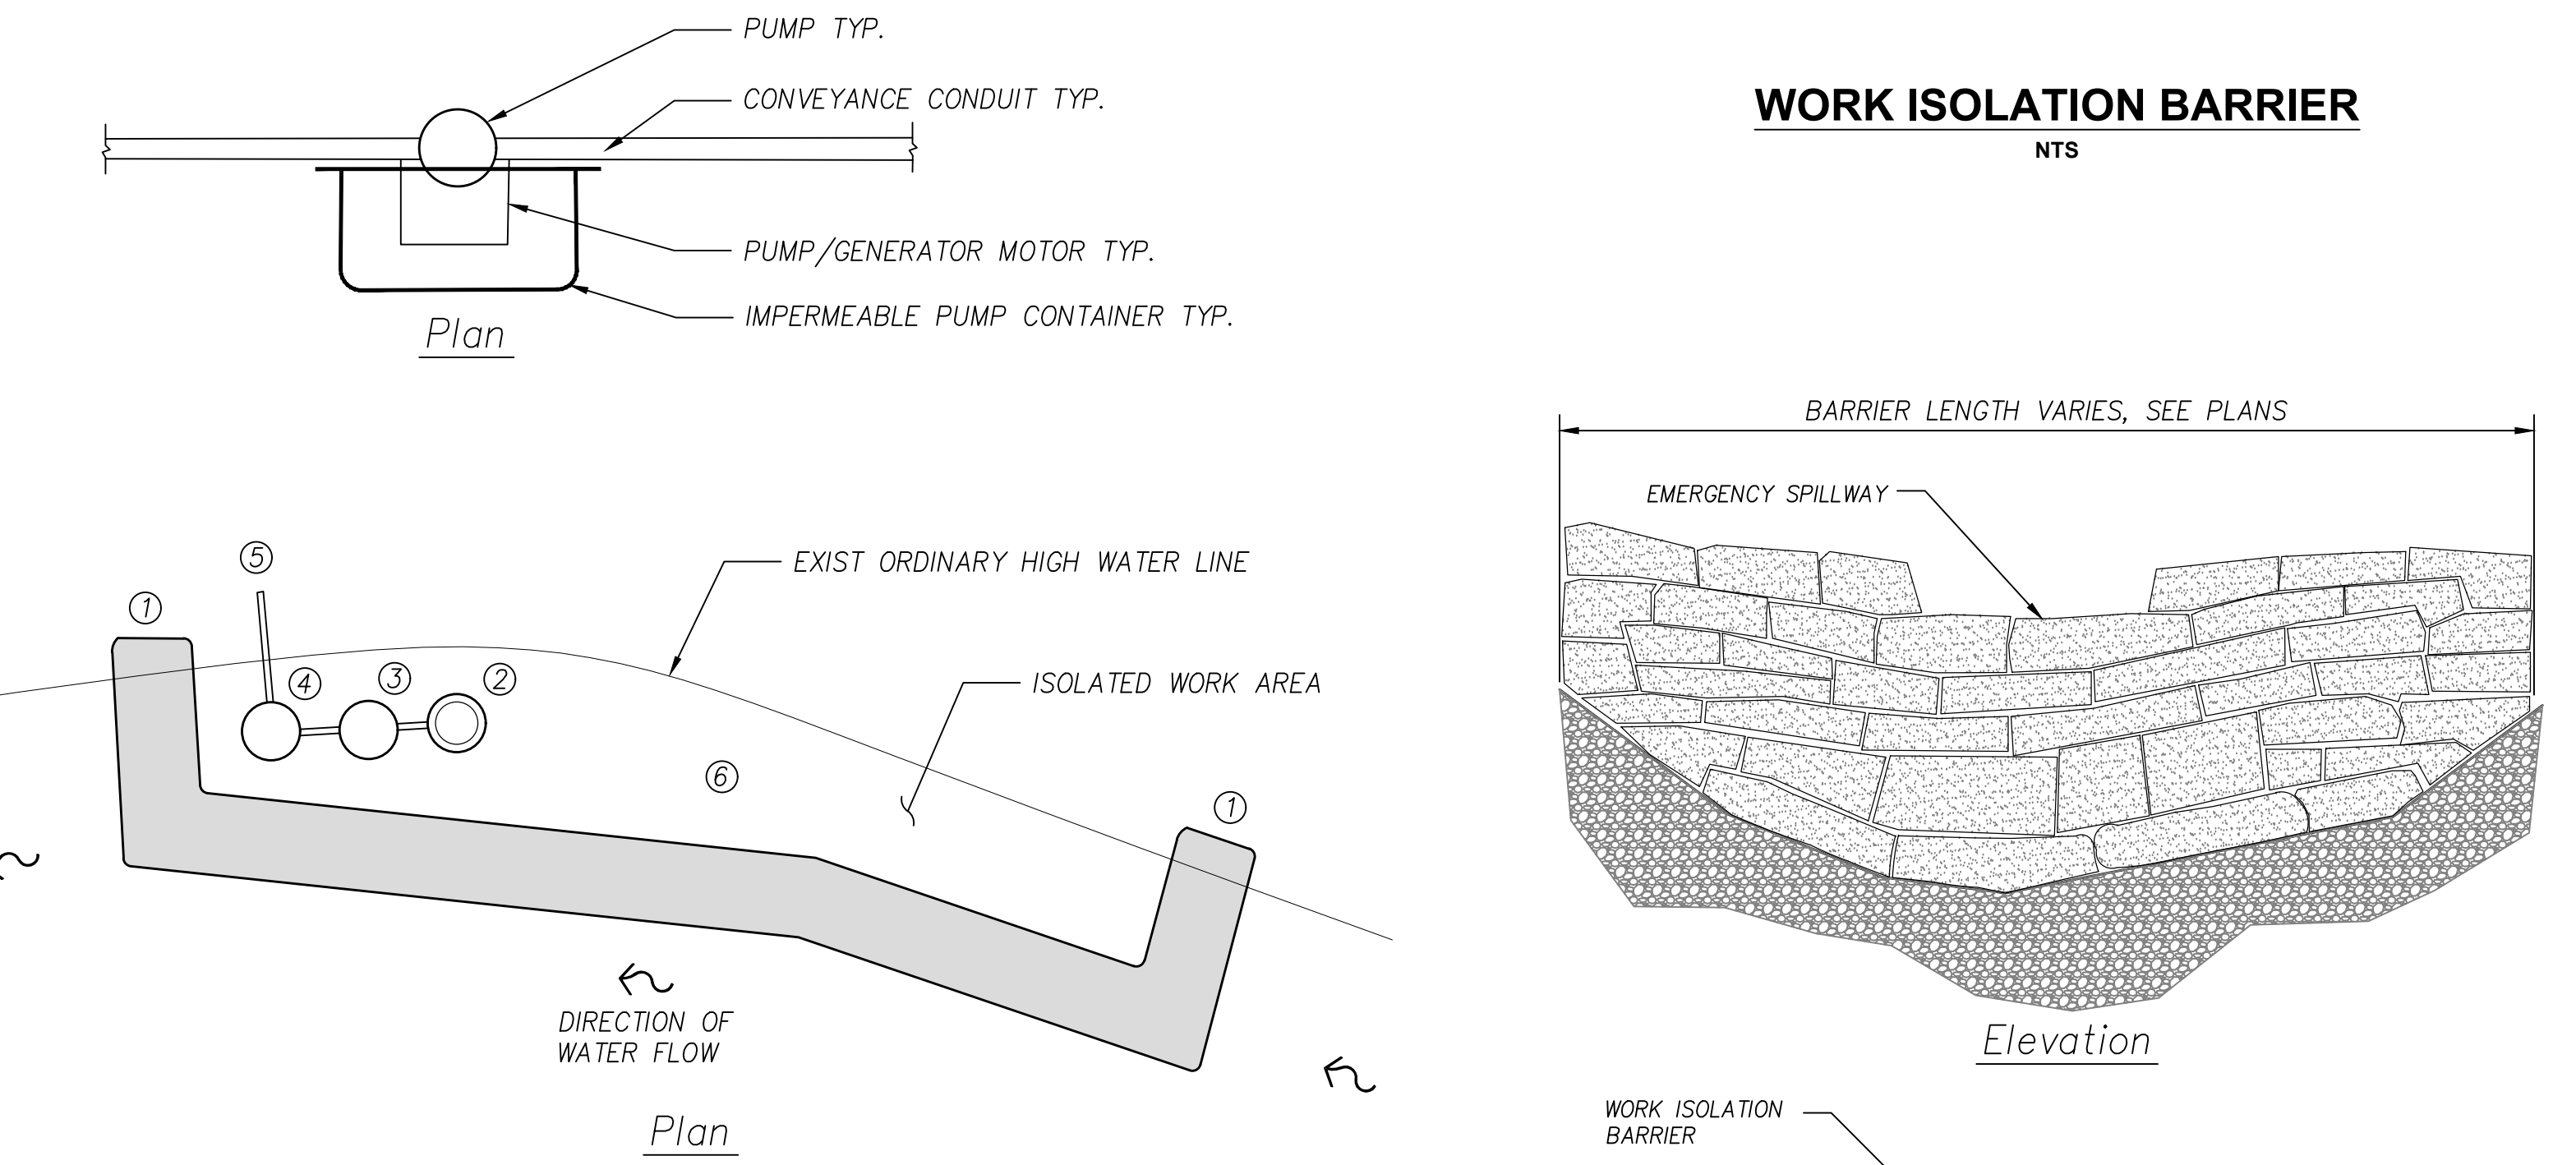 PUMP TYP.
CONVEYANCE CONDUIT TYP.
PUMP/GENERATOR MOTOR TYP.
IMPERMEABLE PUMP CONTAINER TYP.
Plan
WORK ISOLATION BARRIER
NTS
BARRIER LENGTH VARIES, SEE PLANS
EMERGENCY SPILLWAY
5
EXIST ORDINARY HIGH WATER LINE
1
4
3
2
ISOLATED WORK AREA
6
1
DIRECTION OF
WATER FLOW
Plan
Elevation
WORK ISOLATION
BARRIER